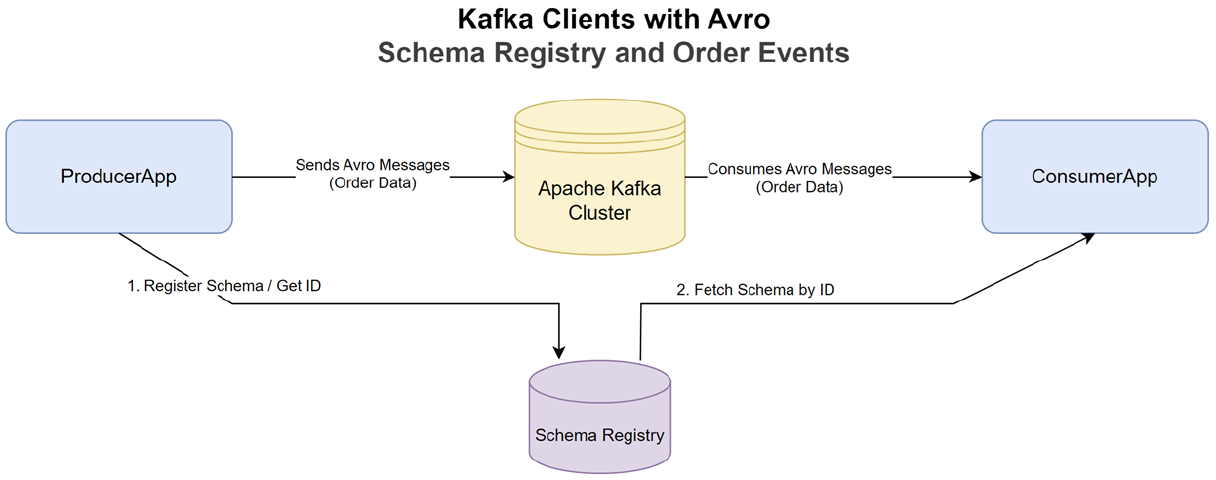 Kafka Clients with Avro
Schema Registry and Order Events
ProducerApp
Sends Avro Messages
(Order Data)
Apache Kafka
Cluster
Consumes Avro Messages
(Order Data)
ConsumerApp
1. Register Schema / Get ID
2. Fetch Schema by ID
Schema Registry